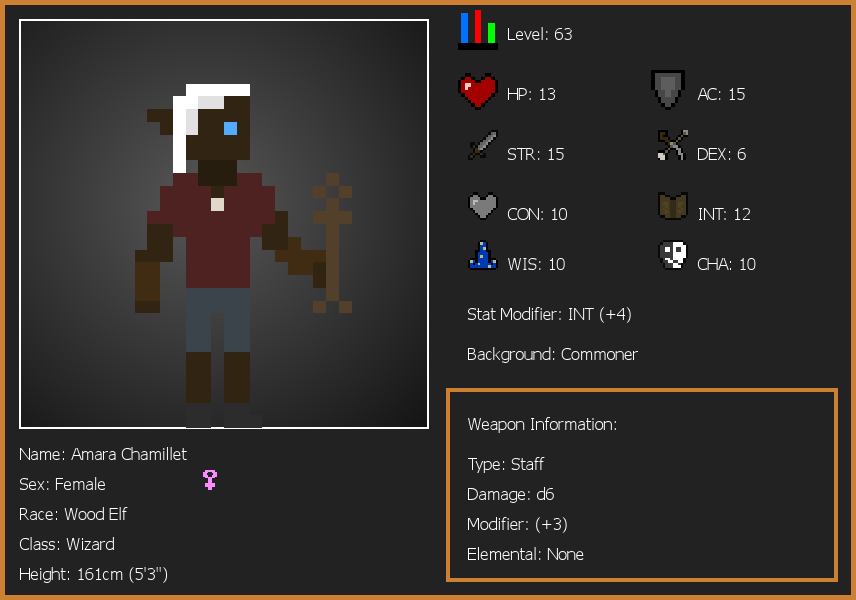 Level: 63
HP: 13
AC: 15
STR: 15
DEX: 6
CON: 10
INT: 12
WIS: 10
CHA: 10
Stat Modifier: INT (+4)
Background: Commoner
Weapon Information:
Type: Staff
Damage: d6
Modifier: (+3)
Elemental: None
Name: Amara Chamillet
Sex: Female
Race: Wood Elf
Class: Wizard
Height: 161cm (5'3")